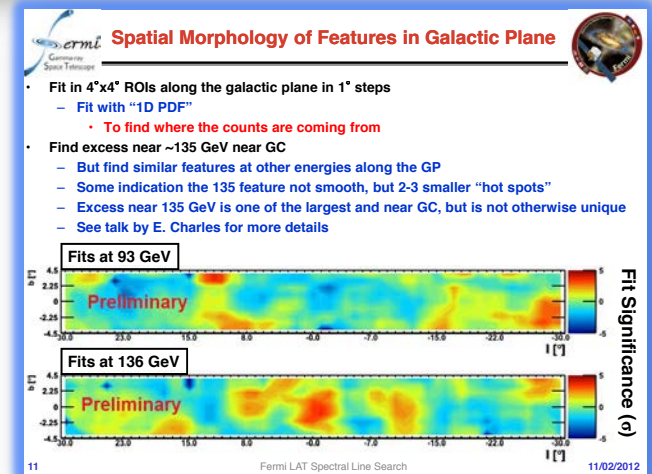 Fermi
Gamma-ray
Space Telescope
Spatial Morphology of Features in Galactic Plane
Fermi
• Fit in 4°x4° ROIs along the galactic plane in 1° steps
– Fit with “1D PDF”
• To find where the counts are coming from
• Find excess near ~135 GeV near GC
– But find similar features at other energies along the GP
– Some indication the 135 feature not smooth, but 2-3 smaller “hot spots”
– Excess near 135 GeV is one of the largest and near GC, but is not otherwise unique
– See talk by E. Charles for more details
Fits at 93 GeV
b [°]
4.5
2.25
0
-2.25
-4.5
Preliminary
30.0 23.0 15.0 8.0 -0.0 -7.0 -15.0 -22.0 -30.0
l [°]
5
0
-5
Fits at 136 GeV
b [°]
4.5
2.25
0
-2.25
-4.5
Preliminary
30.0 23.0 15.0 8.0 -0.0 -7.0 -15.0 -22.0 -30.0
l [°]
5
0
-5
Fit Significance (σ)
11
Fermi LAT Spectral Line Search
11/02/2012